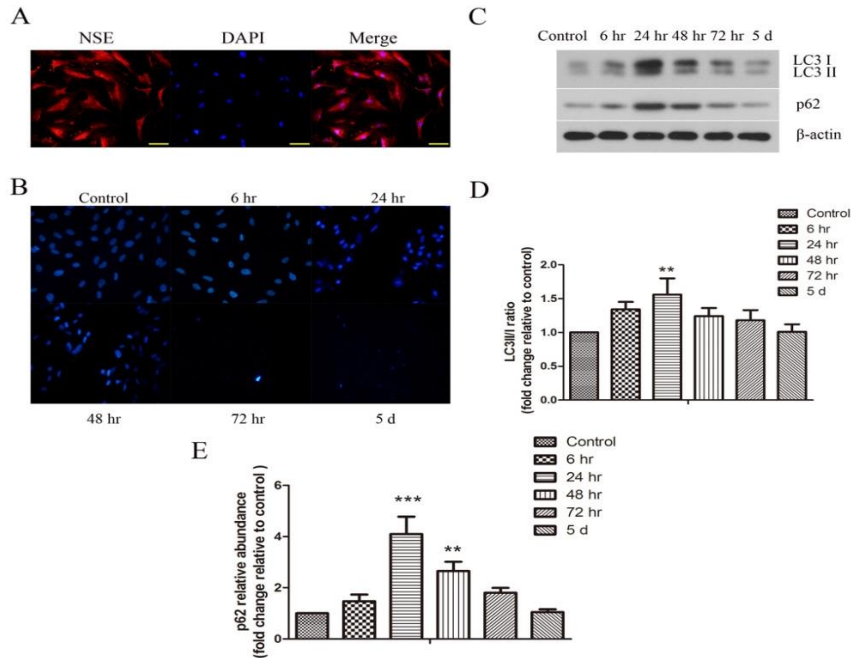 A
NSE DAPI Merge
B
Control 6 hr 24 hr
48 hr 72 hr 5 d
C
Control 6 hr 24 hr 48 hr 72 hr 5 d
LC3 I
LC3 II
p62
β-actin
D
Control
6 hr
24 hr
48 hr
72 hr
5 d
LC3II/I ratio
(fold change relative to control)
2.0
1.5
1.0
0.5
0.0
**
E
Control
6 hr
24 hr
48 hr
72 hr
5 d
p62 relative abundance
(fold change relative to control )
6
4
2
0
***
**